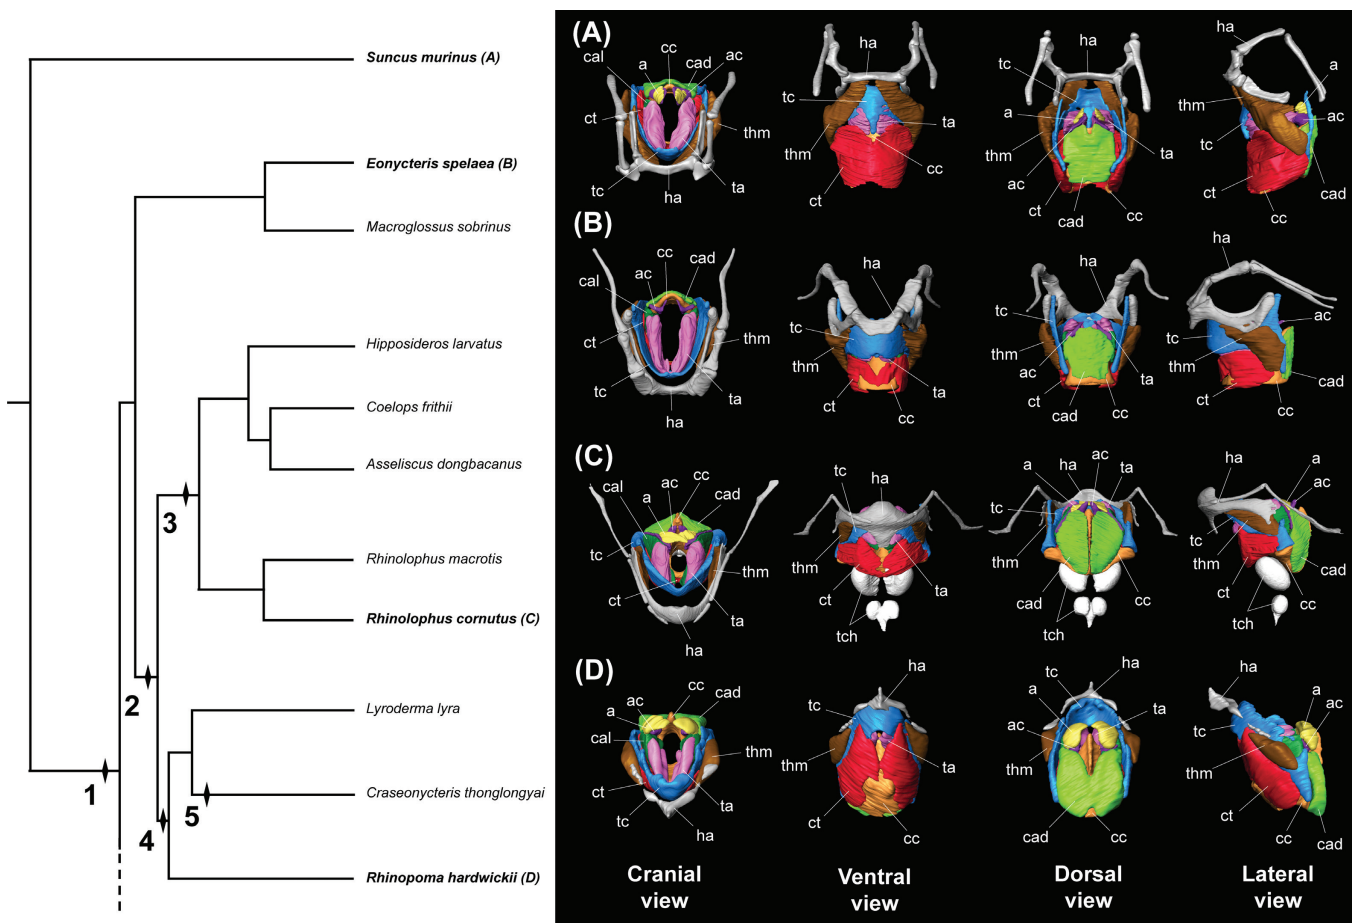 Suncus murinus (A)
Eonycteris spelaea (B)
Macroglossus sobrinus
Hipposideros larvatus
Coelops frithii
Asseliscus dongbacanus
3
Rhinolophus macrotis
Rhinolophus cornutus (C)
2
Lyroderma lyra
1
5
Craseonycteris thonglongyai
4
Rhinopoma hardwickii (D)
(A)
cal a cc cad ac
ct thm
tc ha ta
ha
tc ta
thm cc
ct
ha
tc
a
thm ta
ac
ct cad cc
ha a
thm
ac
tc
ct cad
cc
(B)
cc
ac cad
cal
ct thm
tc ta
ha
ha
tc
thm
ta
ct cc
ha
tc
thm
ac ta
ct cad cc
ha
ac
tc
thm
cad
ct cc
(C)
ac cc
cal a cad
tc thm
ct
ta
ha
tc ha
thm
ct ta
tch
a ha ac ta
tc
thm
cad cc
tch
ha a
ac
tc
cad
ct cc
tch
(D)
cc
ac cad
a
cal thm
ct
tc ta
ha
ha
tc
thm ta
ct cc
tc ha
a
ac ta
thm
cad cc
ha
a
ac
tc
thm
ct
cc cad
Cranial
view
Ventral
view
Dorsal
view
Lateral
view